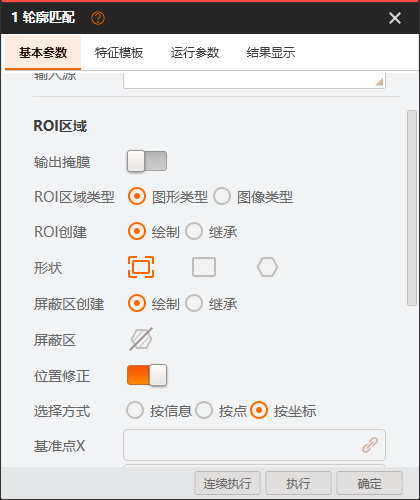 1 轮廓匹配
基本参数 特征模板 运行参数 结果显示
输入源
ROI区域
输出掩膜
ROI区域类型 图形类型 图像类型
ROI创建 绘制 继承
形状
屏蔽区创建 绘制 继承
屏蔽区
位置修正
选择方式 按信息 按点 按坐标
基准点X
连续执行 执行 确定